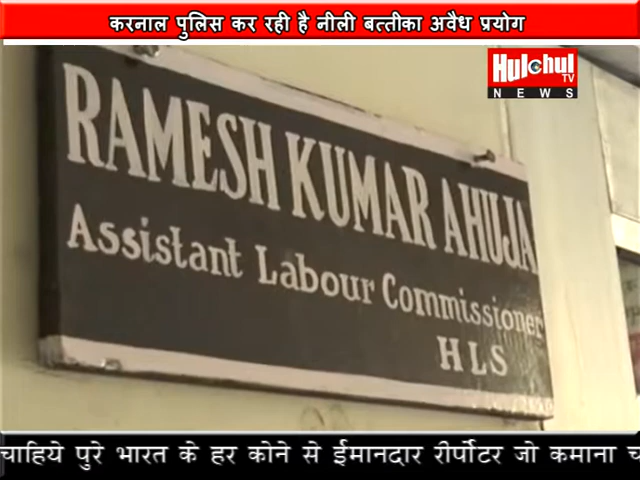 करनाल पुलिस कर रही है नीली बत्तीका अवैध प्रयोग
Hulchul
TV
NEWS
RAMESH KUMAR AHUJA
Assistant Labour Commissioner
HLS
चाहिये पुरे भारत के हर कोने से ईमानदार रीर्पोटर जो कमाना